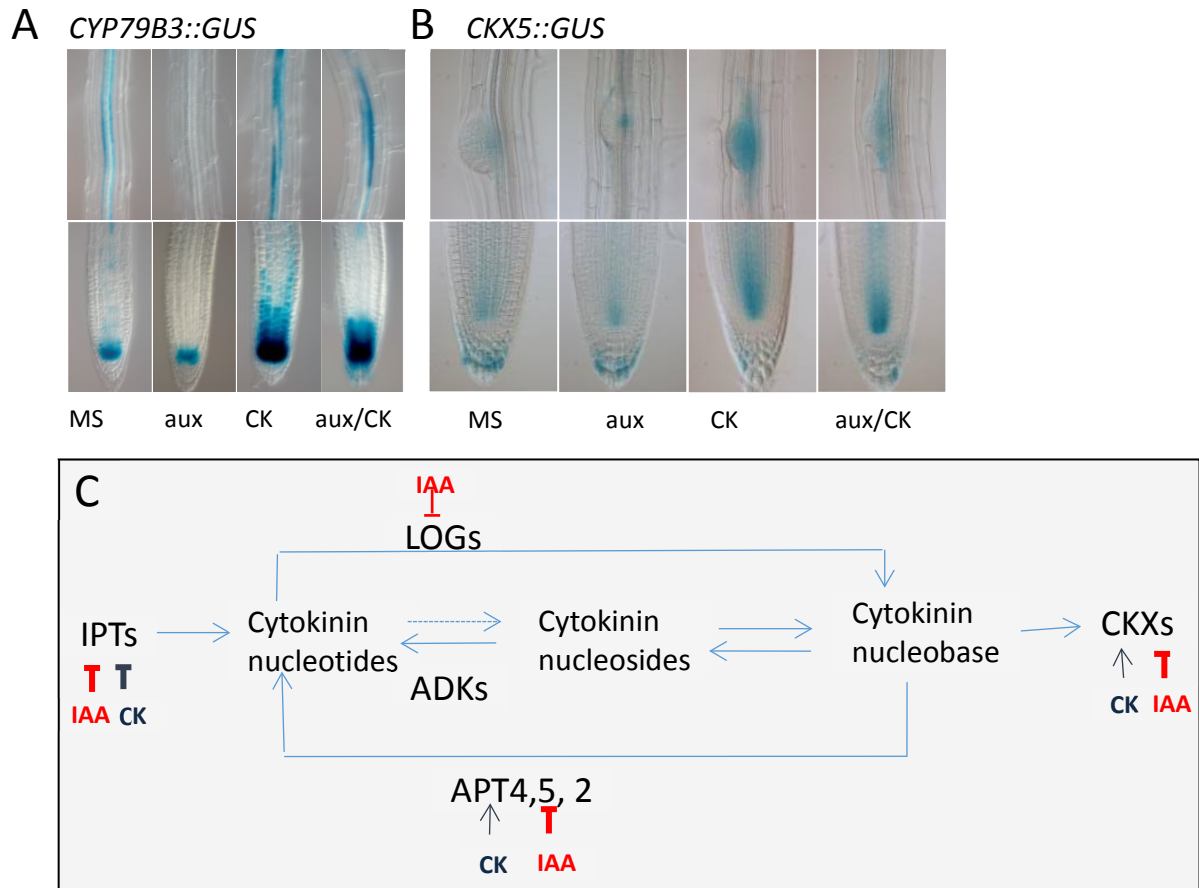 A CYP79B3::GUS
B CKX5::GUS
MS aux CK aux/CK
MS aux CK aux/CK
C
IAA
LOGs
IPTs
Cytokinin
nucleotides
Cytokinin
nucleosides
Cytokinin
nucleobase
CKXs
ADKs
IAA CK
CK IAA
APT4,5, 2
CK IAA